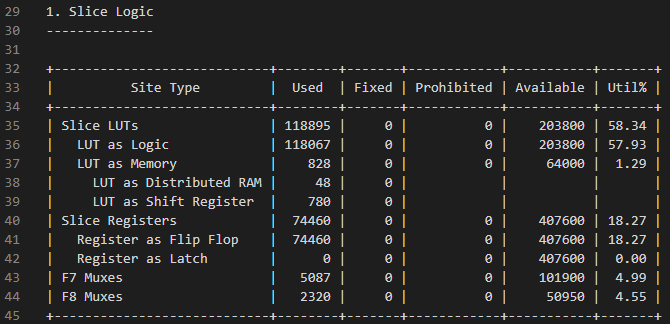 29 1. Slice Logic
30 --------------
31
32 +----------------------------+--------+-------+------------+-----------+-------+
33 |          Site Type         |  Used  | Fixed | Prohibited | Available | Util% |
34 +----------------------------+--------+-------+------------+-----------+-------+
35 | Slice LUTs                 | 118895 |     0 |          0 |    203800 | 58.34 |
36 |   LUT as Logic             | 118067 |     0 |          0 |    203800 | 57.93 |
37 |   LUT as Memory            |    828 |     0 |          0 |     64000 |  1.29 |
38 |     LUT as Distributed RAM |     48 |     0 |            |           |       |
39 |     LUT as Shift Register  |    780 |     0 |            |           |       |
40 | Slice Registers            |  74460 |     0 |          0 |    407600 | 18.27 |
41 |   Register as Flip Flop    |  74460 |     0 |          0 |    407600 | 18.27 |
42 |   Register as Latch        |      0 |     0 |          0 |    407600 |  0.00 |
43 | F7 Muxes                   |   5087 |     0 |          0 |    101900 |  4.99 |
44 | F8 Muxes                   |   2320 |     0 |          0 |     50950 |  4.55 |
45 +----------------------------+--------+-------+------------+-----------+-------+